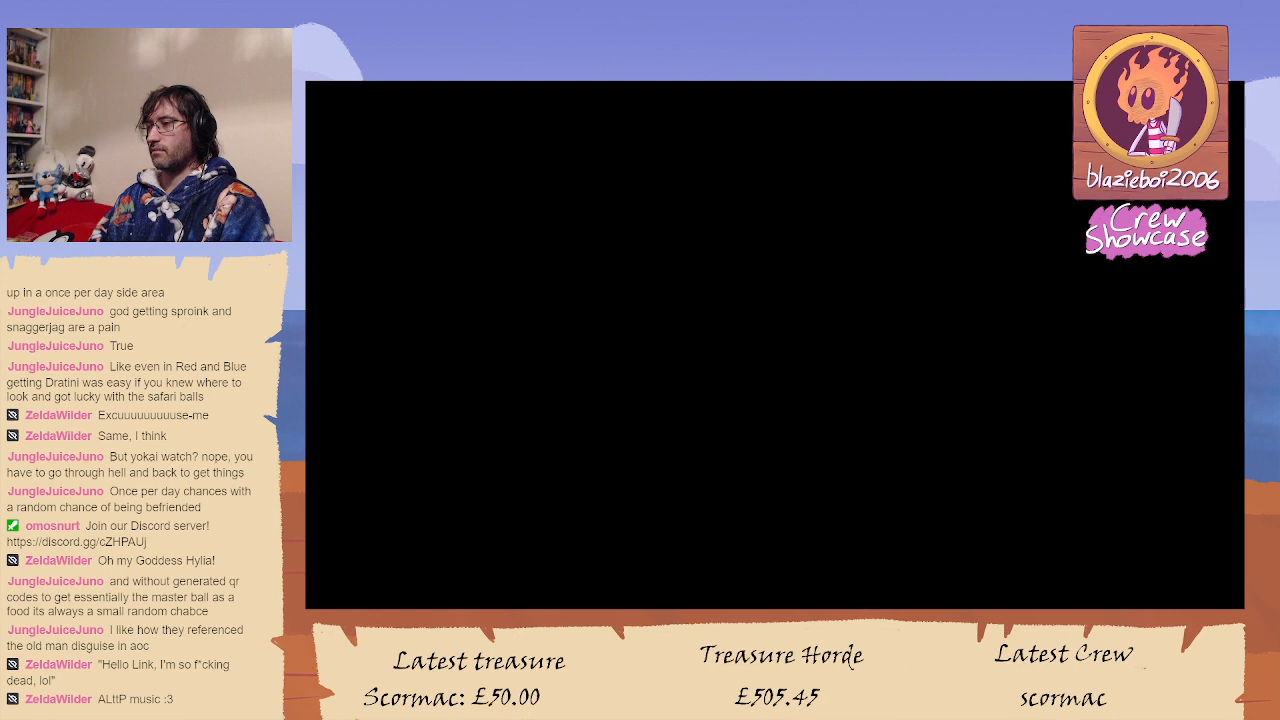 up in a once per day side area
JungleJuiceJuno god getting sproink and
snaggerjag are a pain
JungleJuiceJuno True
JungleJuiceJuno Like even in Red and Blue
getting Dratini was easy if you knew where to
look and got lucky with the safari balls
ZeldaWilder Excuuuuuuuuuse-me
ZeldaWilder Same, I think
JungleJuiceJuno But yokai watch? nope, you
have to go through hell and back to get things
JungleJuiceJuno Once per day chances with
a random chance of being befriended
omosnurt Join our Discord server!
https://discord.gg/cZHPAUj
ZeldaWilder Oh my Goddess Hylia!
JungleJuiceJuno and without generated qr
codes to get essentially the master ball as a
food its always a small random chabce
JungleJuiceJuno I like how they referenced
the old man disguise in aoc
ZeldaWilder "Hello Link, I'm so f*cking
dead, lol"
ZeldaWilder ALttP music :3
blazieboi2006
Crew
Showcase
Latest treasure
Scormac: £50.00
Treasure Horde
£505.45
Latest Crew
scormac